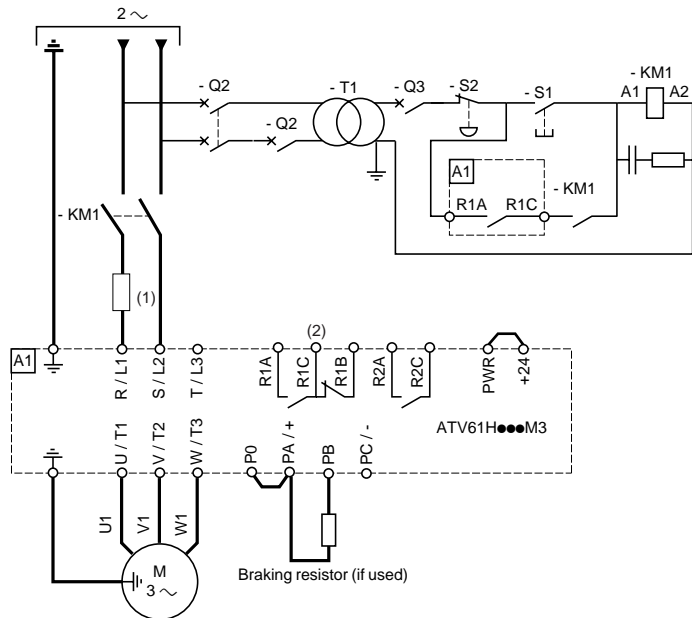 2 ~
- Q2
- T1
- Q3
- S2
- S1
- KM1
A1
A2
- Q2
A1
- KM1
R1A
R1C
- KM1
(1)
(2)
A1
R / L1
S / L2
T / L3
R1A
R1C
R1B
R2A
R2C
PWR
+24
ATV61H●●●M3
U / T1
V / T2
W / T3
P0
PA / +
PB
PC / -
U1
V1
W1
M
3 ~
Braking resistor (if used)